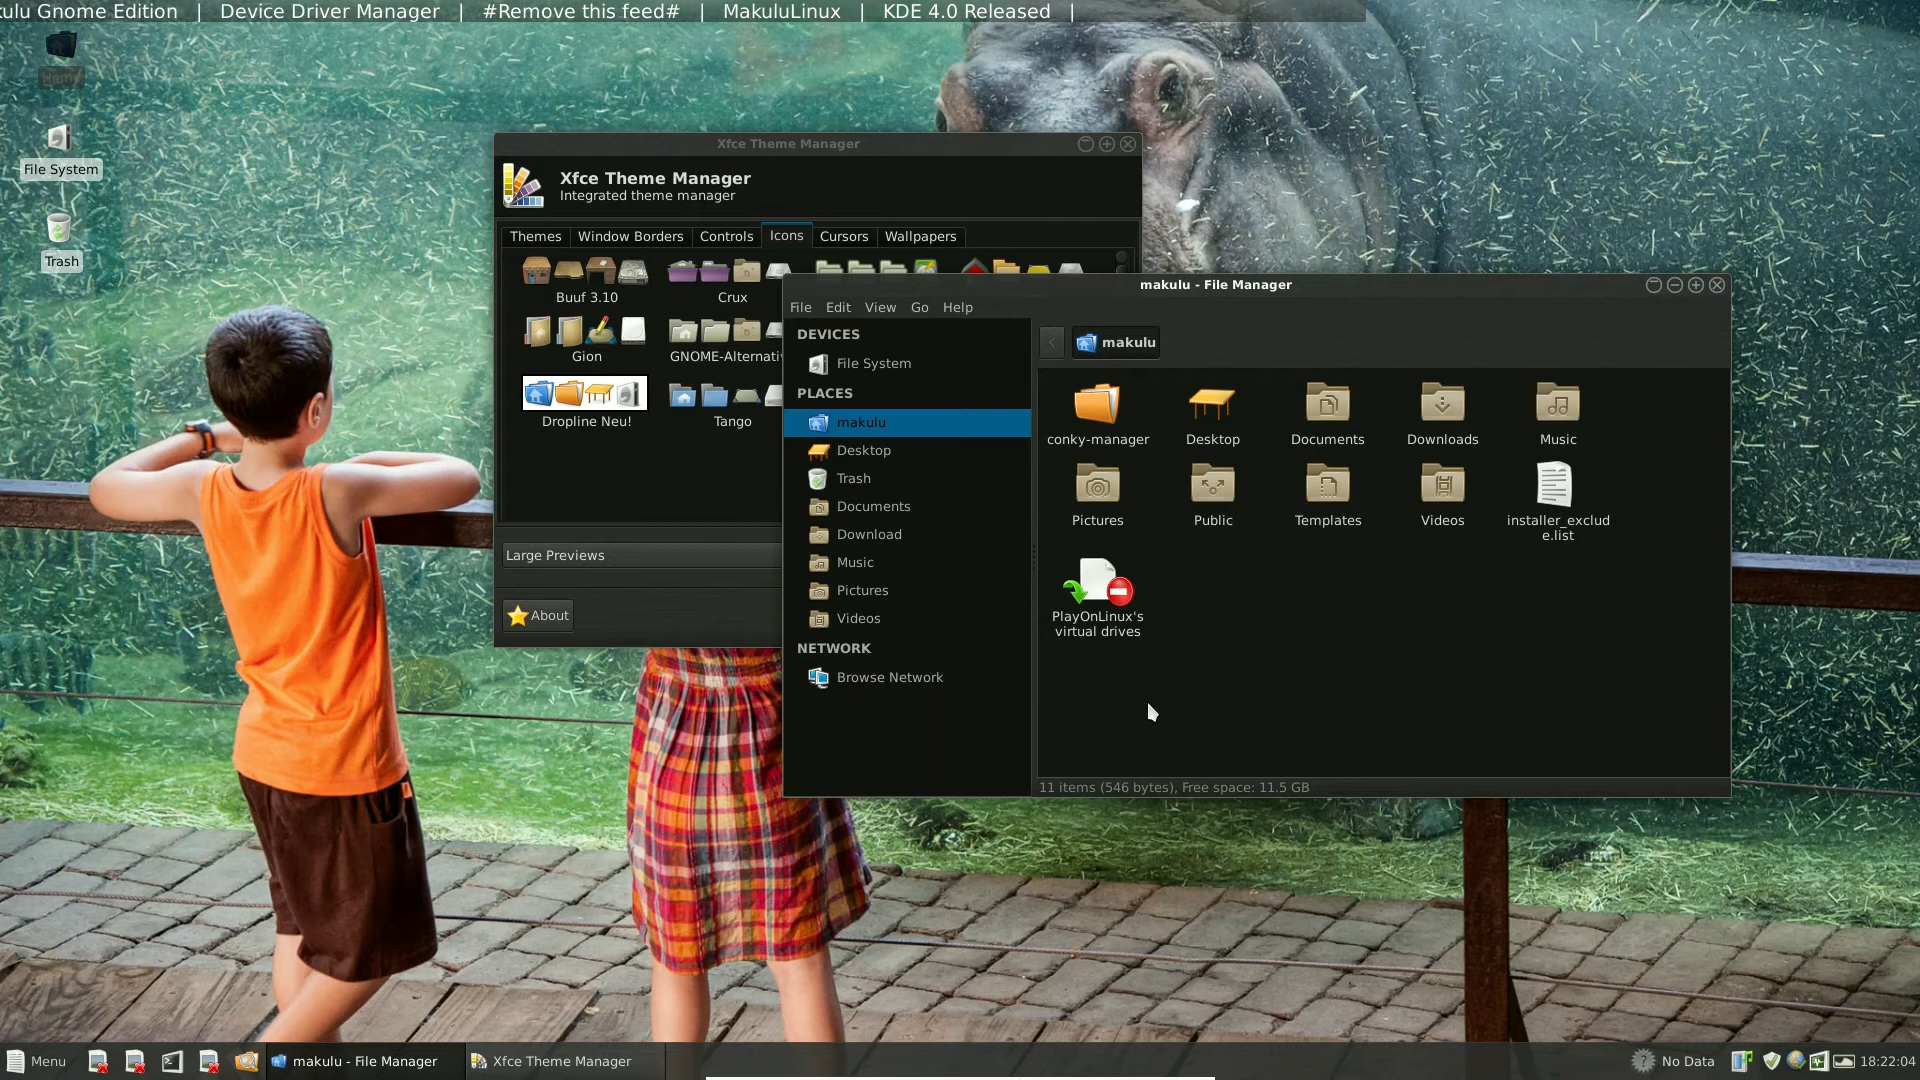 kulu Gnome Edition | Device Driver Manager | #Remove this feed# | MakuluLinux | KDE 4.0 Released |
Home
File System
Trash
Xfce Theme Manager
Xfce Theme Manager
Integrated theme manager
Themes
Window Borders
Controls
Icons
Cursors
Wallpapers
Buuf 3.10
Crux
Gion
GNOME-Alternativ
Dropline Neu!
Tango
Large Previews
About
makulu - File Manager
File Edit View Go Help
DEVICES
File System
PLACES
makulu
Desktop
Trash
Documents
Download
Music
Pictures
Videos
NETWORK
Browse Network
makulu
conky-manager
Desktop
Documents
Downloads
Music
Pictures
Public
Templates
Videos
installer_exclud
e.list
PlayOnLinux's
virtual drives
11 items (546 bytes), Free space: 11.5 GB
Menu
makulu - File Manager
Xfce Theme Manager
No Data
18:22:04